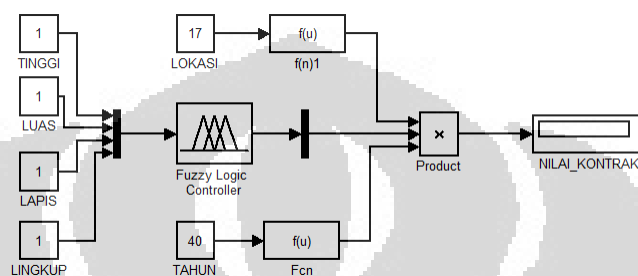 1
TINGGI
17
LOKASI
f(u)
f(n)1
1
LUAS
Fuzzy Logic
Controller
×
Product
NILAI_KONTRAK
1
LAPIS
1
LINGKUP
40
TAHUN
f(u)
Fcn